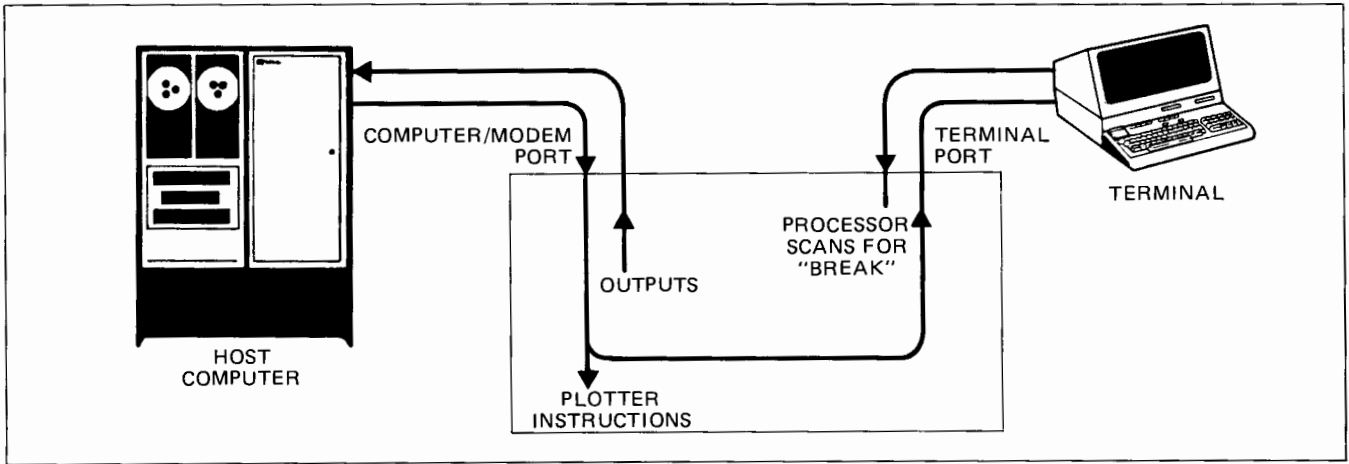 COMPUTER/MODEM
PORT
TERMINAL
PORT
TERMINAL
PROCESSOR
SCANS FOR
"BREAK"
OUTPUTS
HOST
COMPUTER
PLOTTER
INSTRUCTIONS